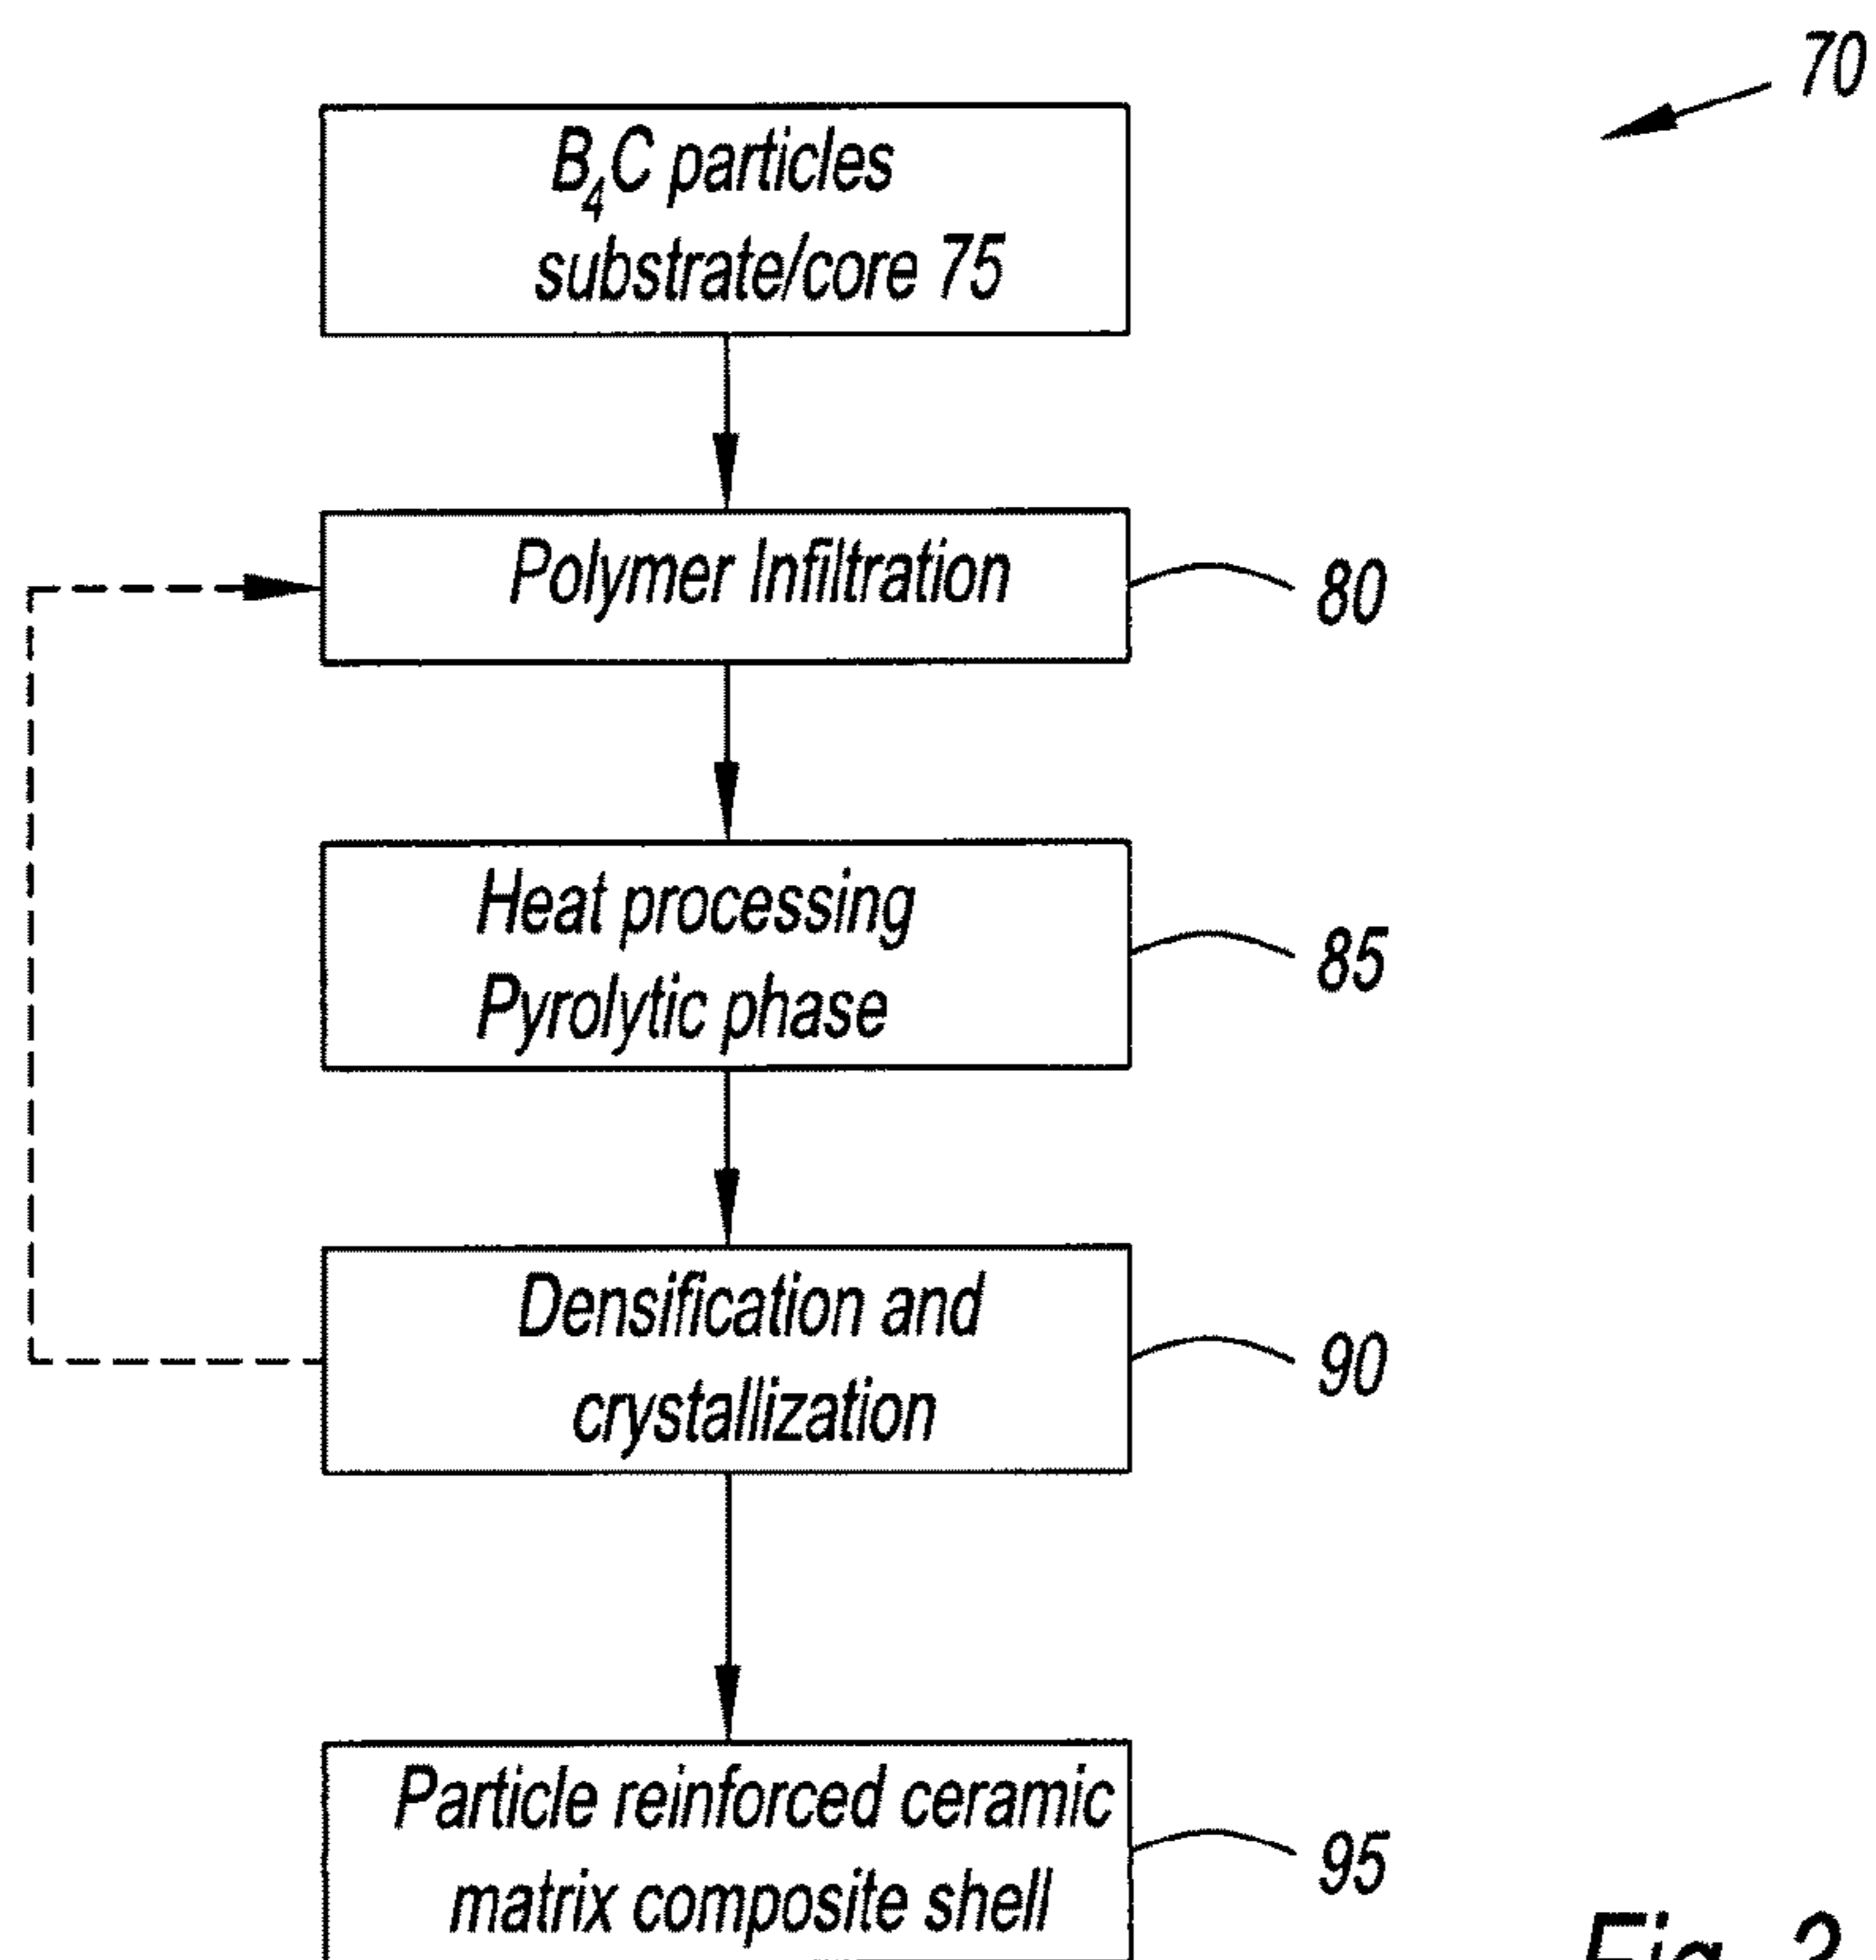 70
B₄C particles
substrate/core 75
Polymer Infiltration
80
Heat processing
Pyrolytic phase
85
Densification and
crystallization
90
Particle reinforced ceramic
matrix composite shell
95
Fig.